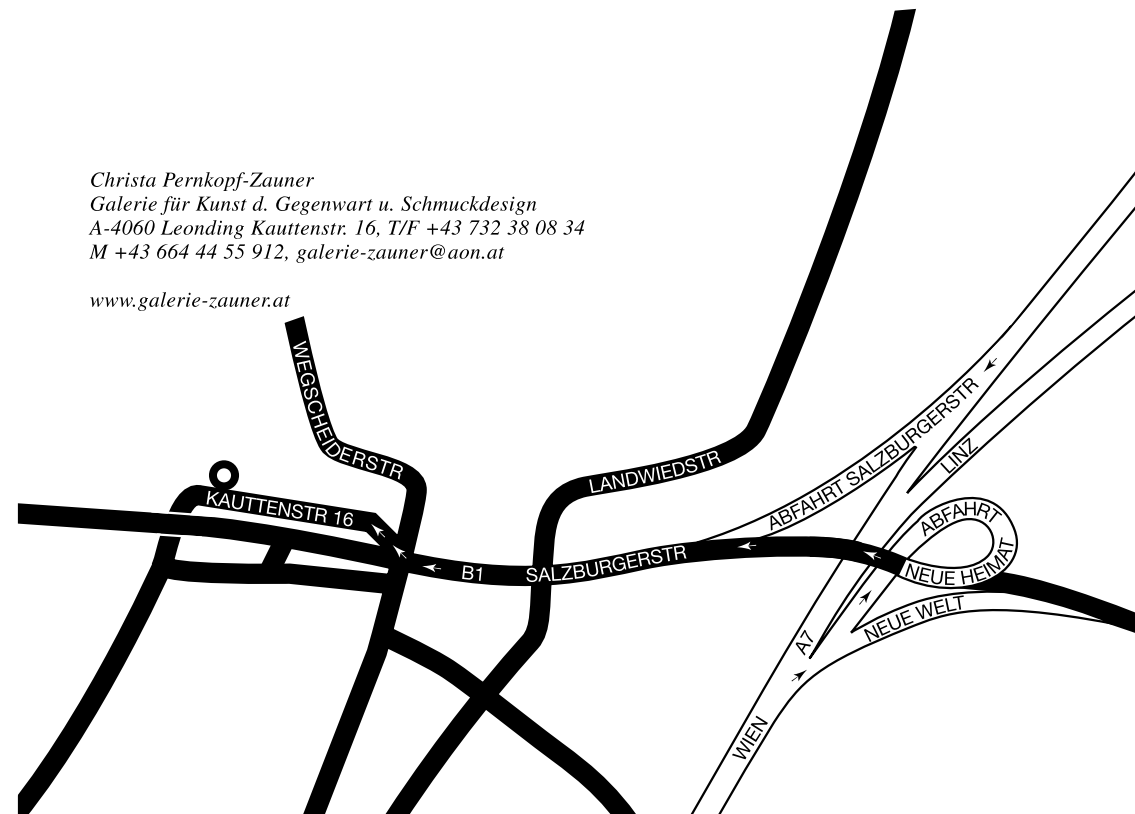 Christa Pernkopf-Zauner
Galerie für Kunst d. Gegenwart u. Schmuckdesign
A-4060 Leonding Kauttenstr. 16, T/F +43 732 38 08 34
M +43 664 44 55 912, galerie-zauner@aon.at
www.galerie-zauner.at
WEGSCHEIDERSTR
KAUTTENSTR 16
LANDWIEDSTR
ABFAHRT SALZBURGERSTR
LINZ
B1
SALZBURGERSTR
ABFAHRT
NEUE HEIMAT
NEUE WELT
A7
WIEN